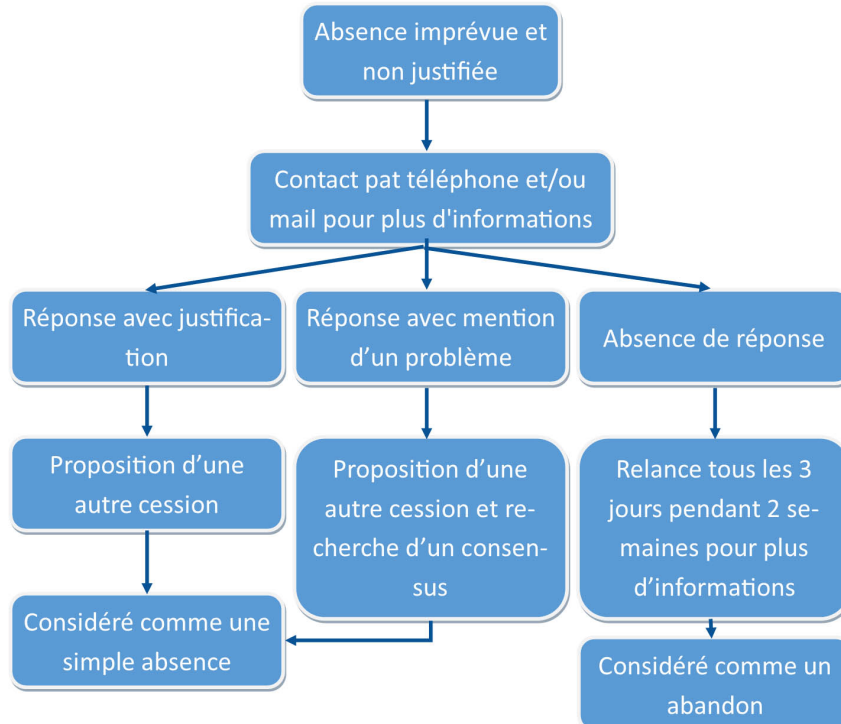 Absence imprévue et
non justifiée
Contact pat téléphone et/ou
mail pour plus d'informations
Réponse avec justifica-
tion
Réponse avec mention
d’un problème
Absence de réponse
Proposition d’une
autre cession
Proposition d’une
autre cession et re-
cherche d’un consen-
sus
Relance tous les 3
jours pendant 2 se-
maines pour plus
d’informations
Considéré comme une
simple absence
Considéré comme un
abandon